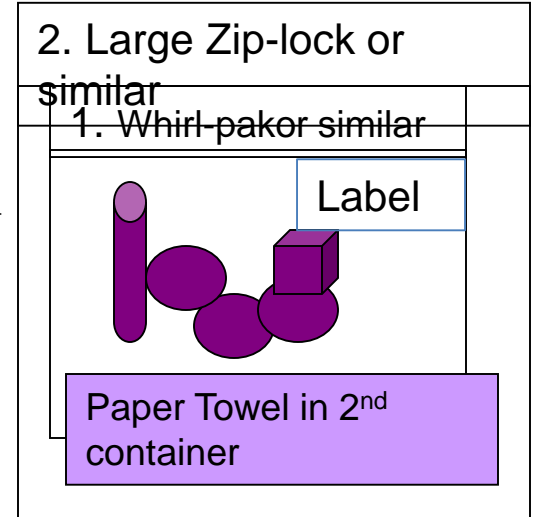 2. Large Zip-lock or
similar
1. Whirl-pakor similar
Label
Paper Towel in 2nd
container